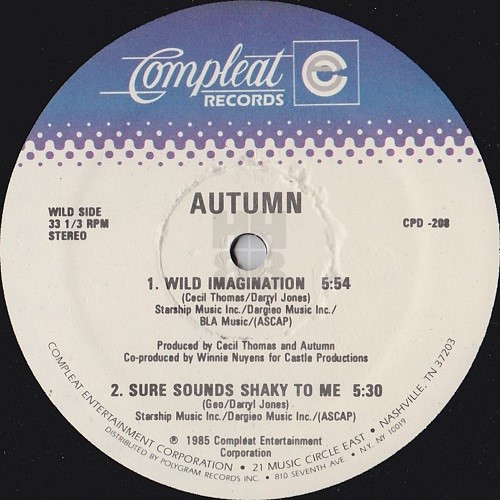 Compleat
RECORDS
AUTUMN
WILD SIDE
33 1/3 RPM
STEREO
CPD -208
1. WILD IMAGINATION 5:54
(Cecil Thomas/Darryl Jones)
Starship Music Inc./Dargieo Music Inc./
BLA Music/(ASCAP)
Produced by Cecil Thomas and Autumn
Co-produced by Winnie Nuyens for Castle Productions
2. SURE SOUNDS SHAKY TO ME 5:30
(Geo/Darryl Jones)
Starship Music Inc./Dargieo Music Inc./(ASCAP)
℗ 1985 Compleat Entertainment
Corporation
COMPLEAT ENTERTAINMENT CORPORATION • 21 MUSIC CIRCLE EAST • NASHVILLE, TN 37203
DISTRIBUTED BY POLYGRAM RECORDS INC. • 810 SEVENTH AVE • N.Y., N.Y. 10019